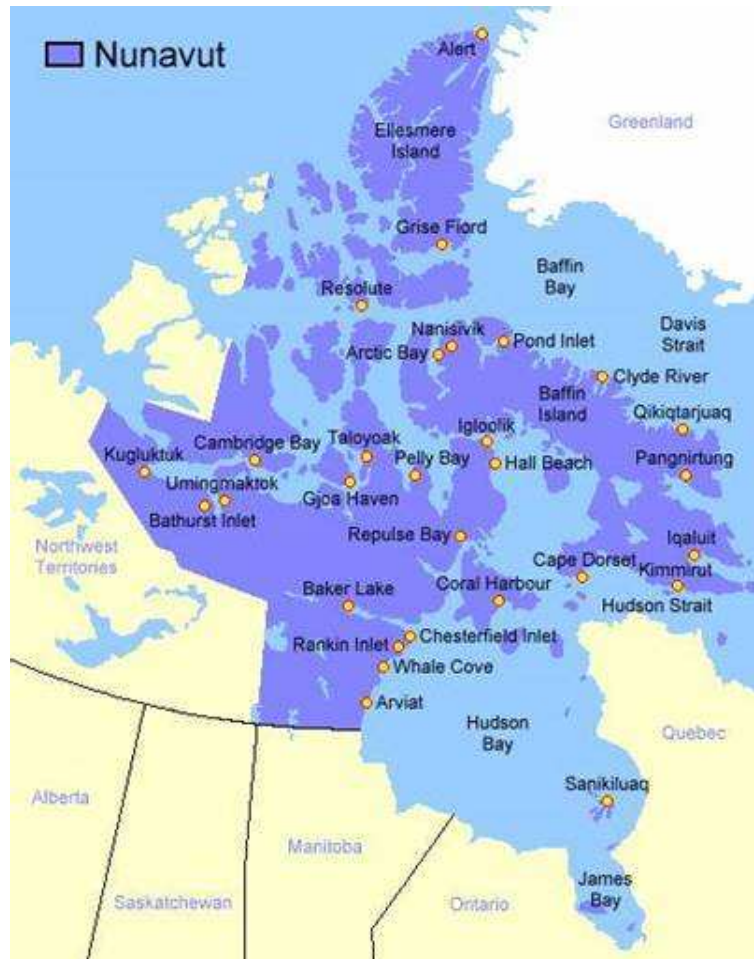 Nunavut
Alert
Greenland
Ellesmere
Island
Grise Fiord
Baffin
Bay
Resolute
Davis
Strait
Nanisivik
Pond Inlet
Arctic Bay
Clyde River
Baffin
Island
Qikiqtarjuaq
Igloolik
Cambridge Bay
Taloyoak
Kugluktuk
Pelly Bay
Hall Beach
Pangnirtung
Umingmaktok
Gjoa Haven
Bathurst Inlet
Repulse Bay
Northwest
Territories
Iqaluit
Cape Dorset
Kimmirut
Baker Lake
Coral Harbour
Hudson Strait
Chesterfield Inlet
Rankin Inlet
Whale Cove
Arviat
Hudson
Bay
Quebec
Sanikiluaq
Alberta
Manitoba
James
Bay
Saskatchewan
Ontario